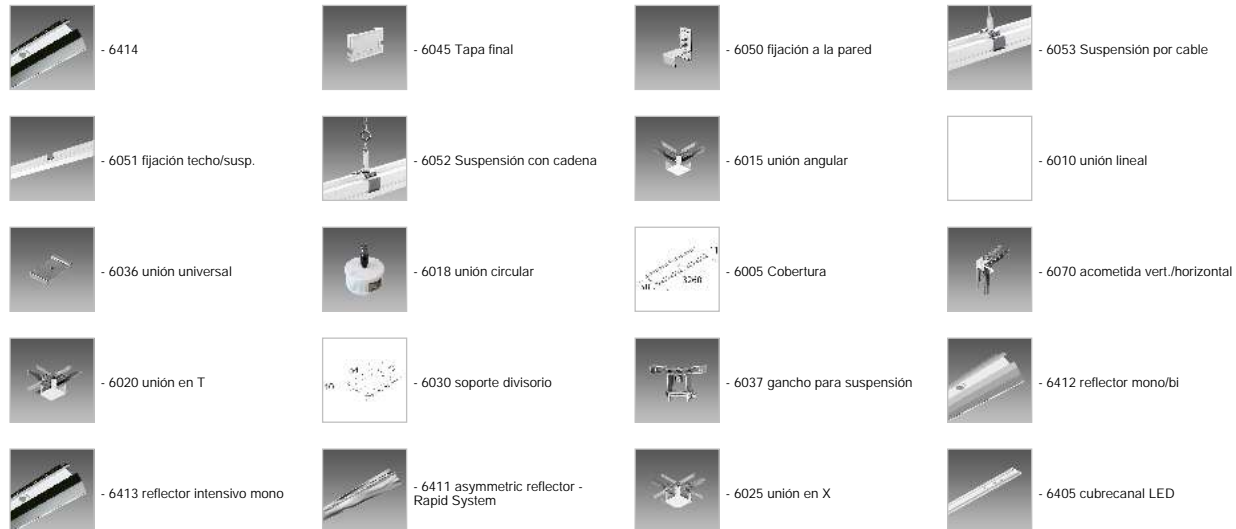 - 6414
- 6045 Tapa final
- 6050 fijación a la pared
- 6053 Suspensión por cable
- 6051 fijación techo/susp.
- 6052 Suspensión con cadena
- 6015 unión angular
- 6010 unión lineal
- 6036 unión universal
- 6018 unión circular
3260
- 6005 Cobertura
- 6070 acometida vert./horizontal
- 6020 unión en T
- 6030 soporte divisorio
- 6037 gancho para suspensión
- 6412 reflector mono/bi
- 6413 reflector intensivo mono
- 6411 asymmetric reflector -
Rapid System
- 6025 unión en X
- 6405 cubrecanal LED